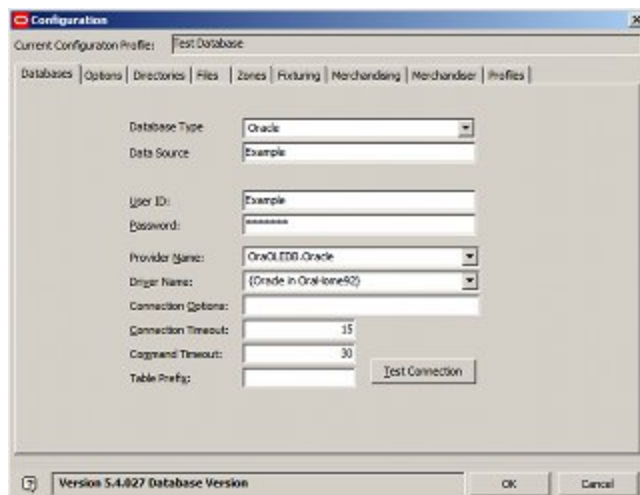 Configuration
Current Configuraton Profile: Test Database
Databases Options Directories Files Zones Fixturing Merchandising Merchandiser Profiles
Database Type Oracle
Data Source Example
User ID: Example
Password: ********
Provider Name: OraOLEDB.Oracle
Driver Name: {Oracle in OraHome92}
Connection Options:
Connection Timeout: 15
Command Timeout: 30
Table Prefix: Test Connection
Version 5.4.027 Database Version OK Cancel